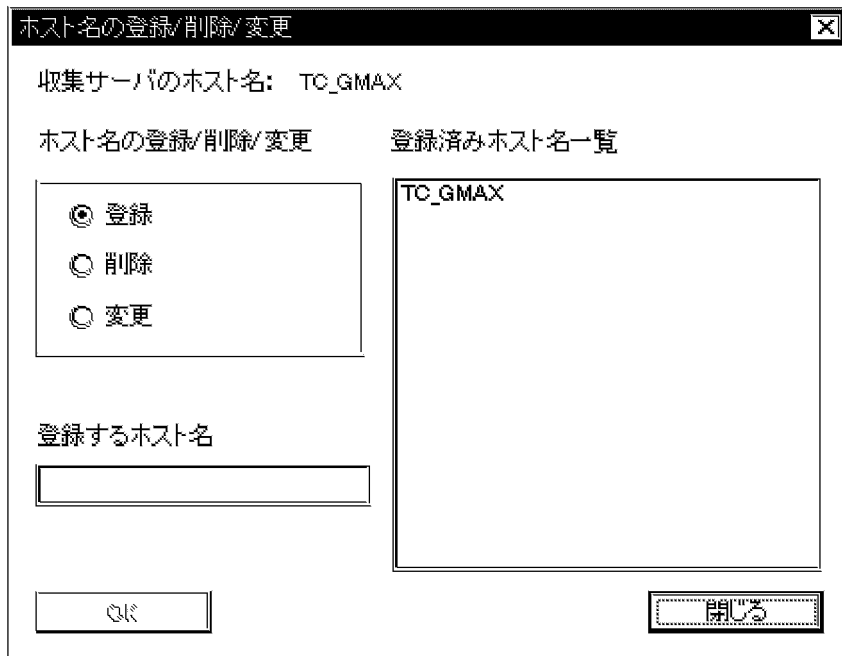 ホスト名の登録/削除/変更
収集サーバのホスト名: TC_GMAX
ホスト名の登録/削除/変更
登録
削除
変更
登録するホスト名
登録済みホスト名一覧
TC_GMAX
OK
閉じる